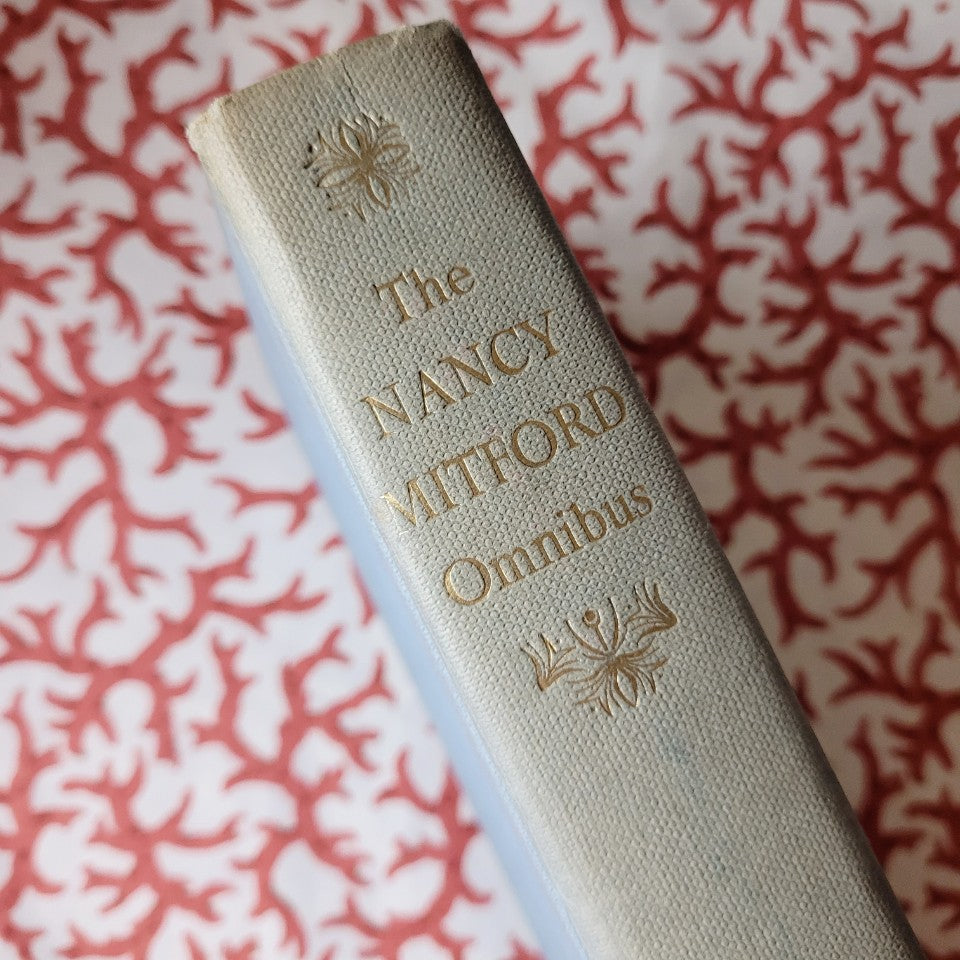 The
NANCY
MITFORD
Omnibus